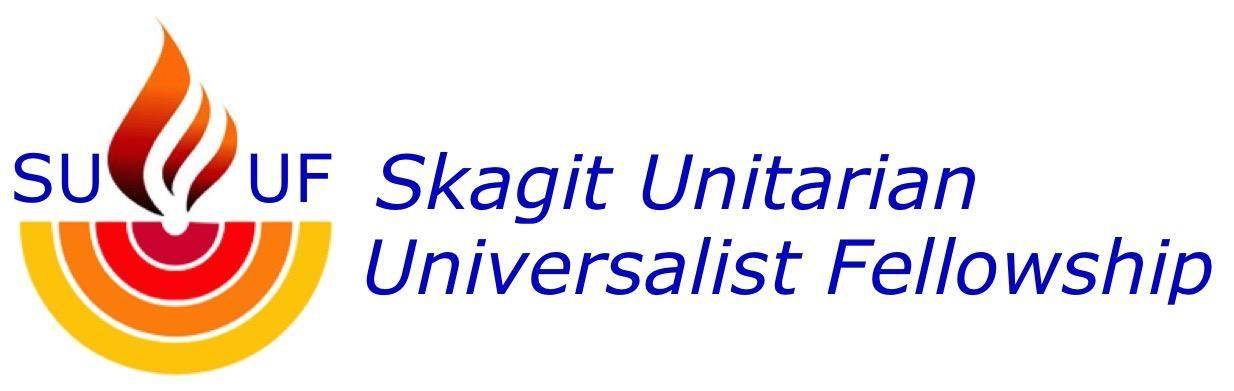 SU UF
Skagit Unitarian
Universalist Fellowship